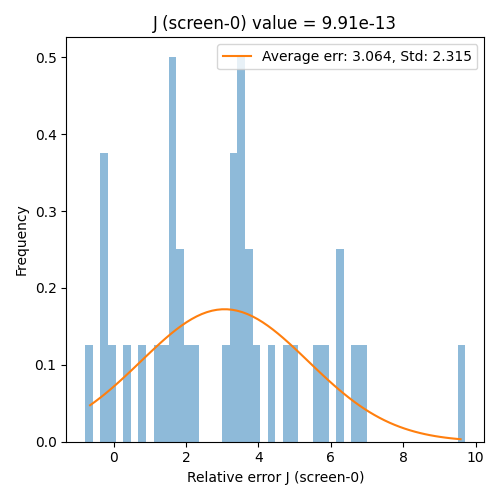 J (screen-0) value = 9.91e-13
Average err: 3.064, Std: 2.315
Frequency
0.5
0.4
0.3
0.2
0.1
0.0
0 2 4 6 8 10
Relative error J (screen-0)